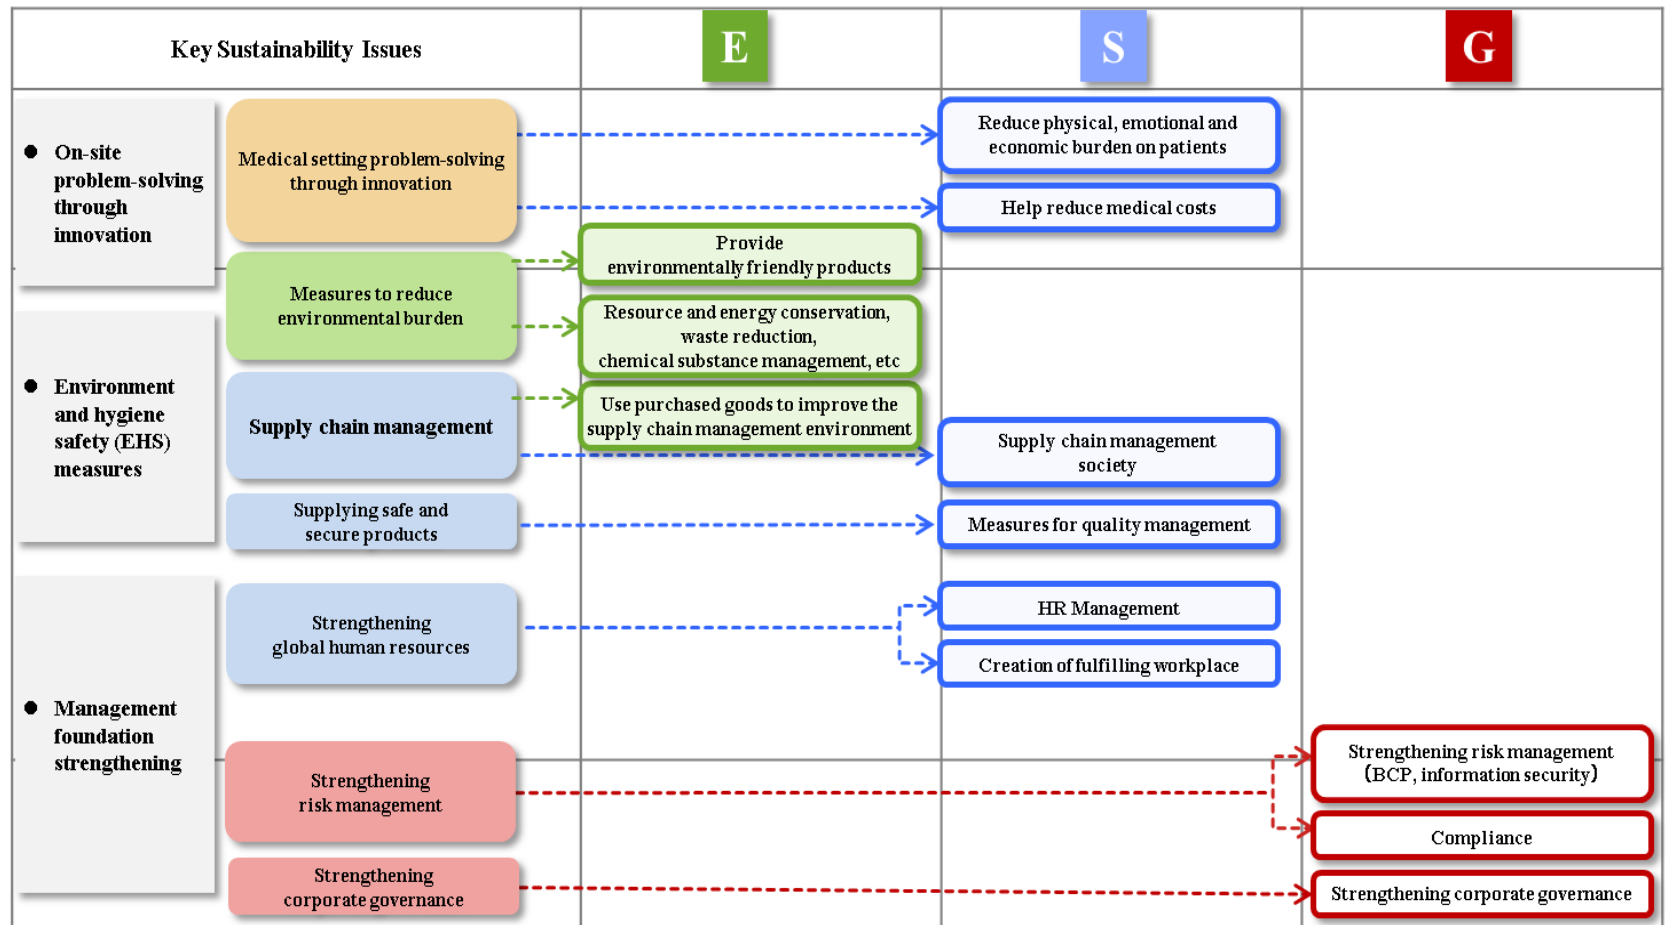 Key Sustainability Issues
E
S
G
● On-site
problem-solving
through
innovation
Medical setting problem-solving
through innovation
Reduce physical, emotional and
economic burden on patients
Help reduce medical costs
Provide
environmentally friendly products
Measures to reduce
environmental burden
Resource and energy conservation,
waste reduction,
chemical substance management, etc
● Environment
and hygiene
safety (EHS)
measures
Supply chain management
Use purchased goods to improve the
supply chain management environment
Supply chain management
society
Supplying safe and
secure products
Measures for quality management
● Management
foundation
strengthening
Strengthening
global human resources
HR Management
Creation of fulfilling workplace
Strengthening
risk management
Strengthening risk management
(BCP, information security)
Compliance
Strengthening
corporate governance
Strengthening corporate governance